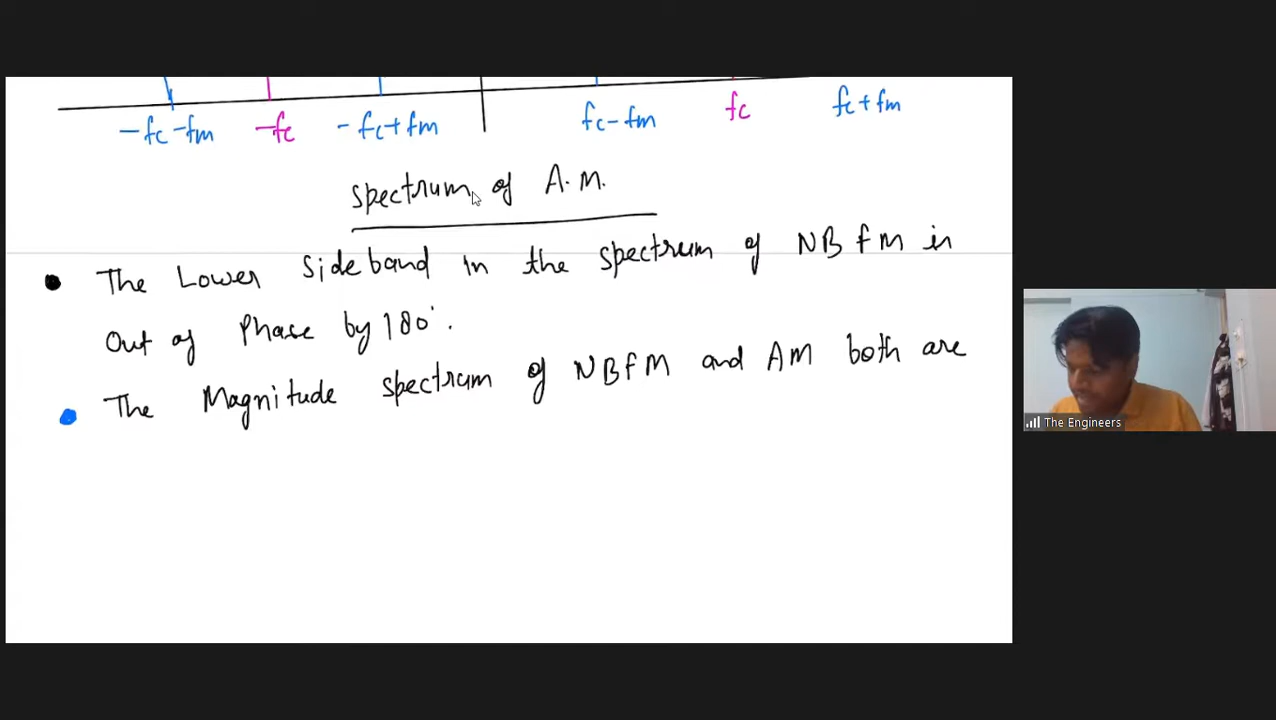 -fc-fm -fc -fc+fm fc-fm fc fc+fm
Spectrum of A.M.
• The Lower Sideband in the spectrum of NBFM is
Out of Phase by 180°.
• The Magnitude spectrum of NBFM and AM both are
The Engineers